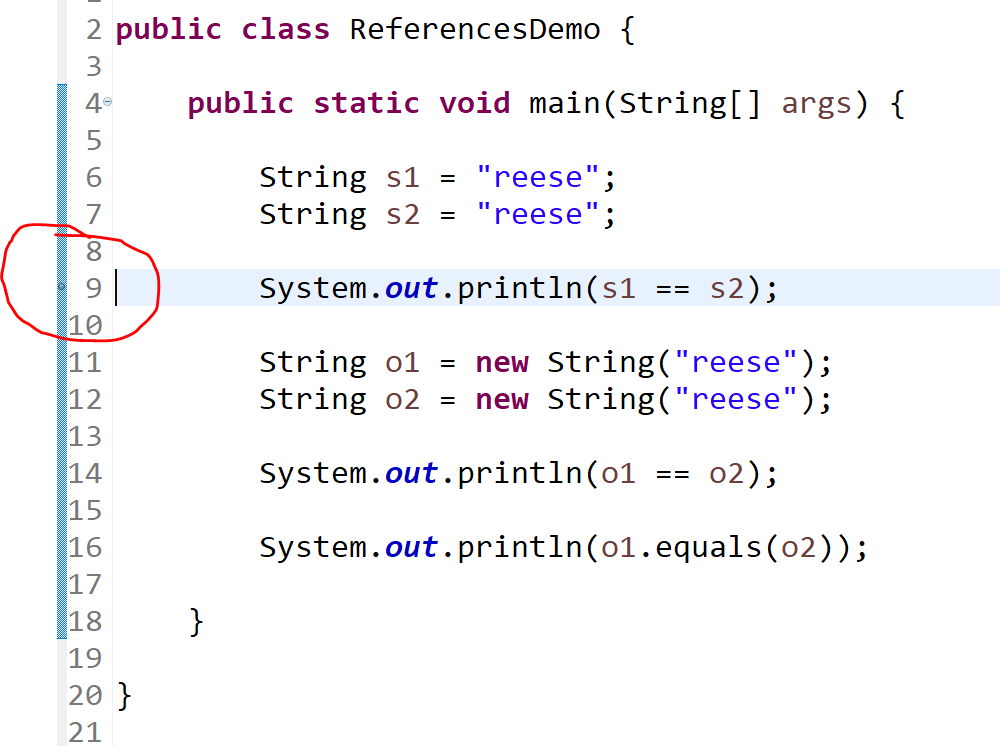 2 public class ReferencesDemo {
3
4 public static void main(String[] args) {
5
6 String s1 = "reese";
7 String s2 = "reese";
8
9 System.out.println(s1 == s2);
10
11 String o1 = new String("reese");
12 String o2 = new String("reese");
13
14 System.out.println(o1 == o2);
15
16 System.out.println(o1.equals(o2));
17
18 }
19
20 }
21